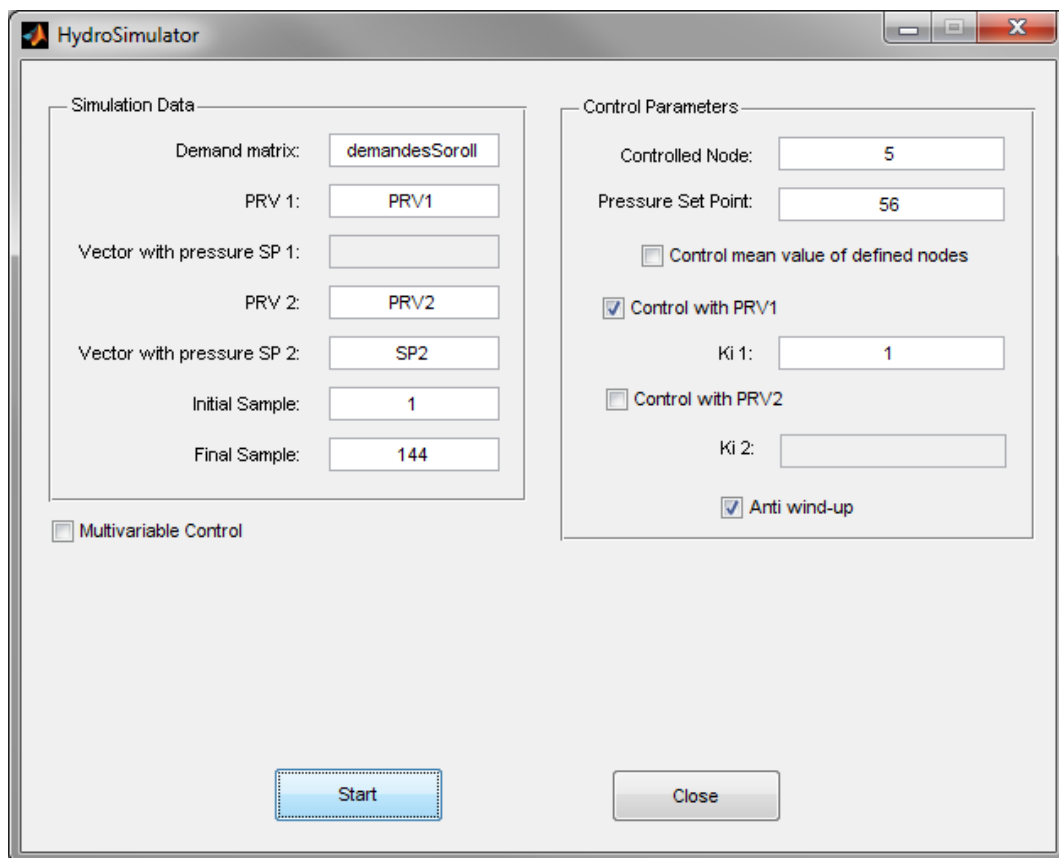 HydroSimulator
Simulation Data
Demand matrix: demandesSoroll
PRV 1: PRV1
Vector with pressure SP 1:
PRV 2: PRV2
Vector with pressure SP 2: SP2
Initial Sample: 1
Final Sample: 144
Multivariable Control
Control Parameters
Controlled Node: 5
Pressure Set Point: 56
Control mean value of defined nodes
Control with PRV1
Ki 1: 1
Control with PRV2
Ki 2:
Anti wind-up
Start
Close